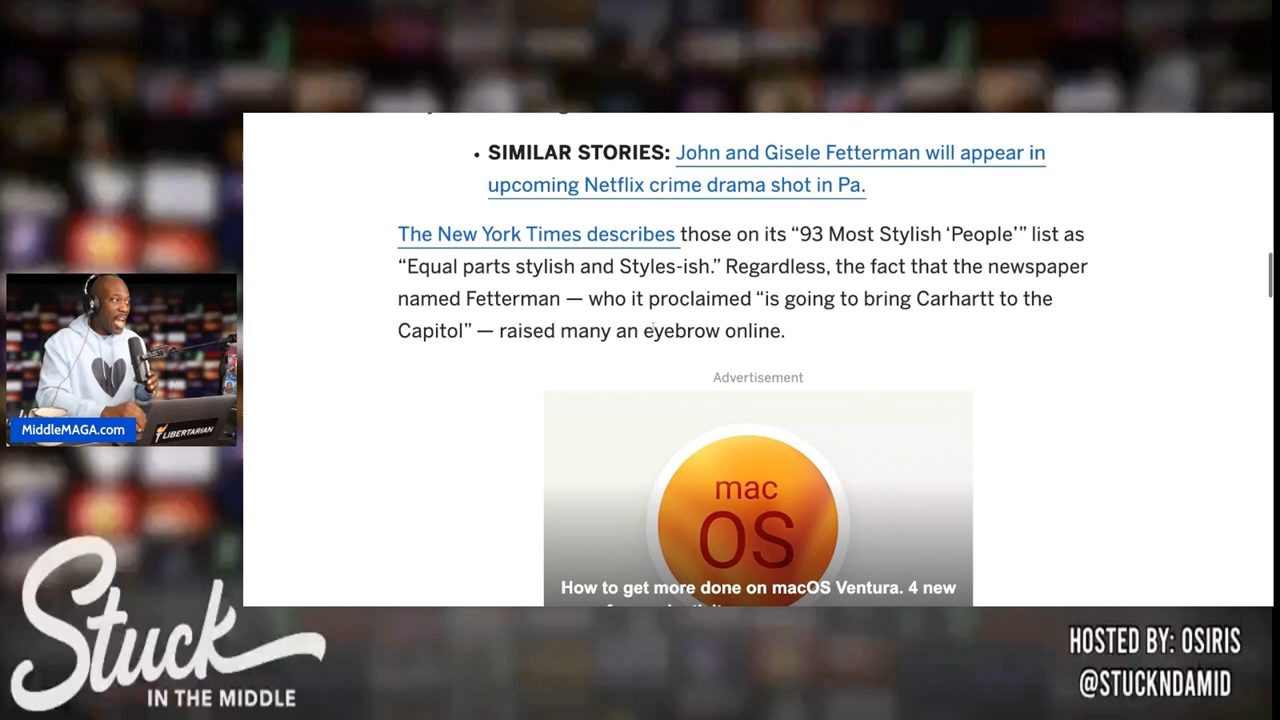 • SIMILAR STORIES: John and Gisele Fetterman will appear in
upcoming Netflix crime drama shot in Pa.
The New York Times describes those on its “93 Most Stylish ‘People’” list as
“Equal parts stylish and Styles-ish.” Regardless, the fact that the newspaper
named Fetterman — who it proclaimed “is going to bring Carhartt to the
Capitol” — raised many an eyebrow online.
Advertisement
mac
OS
How to get more done on macOS Ventura. 4 new
MiddleMAGA.com
LIBERTARIAN
Stuck
IN THE MIDDLE
HOSTED BY: OSIRIS
@STUCKNDAMID